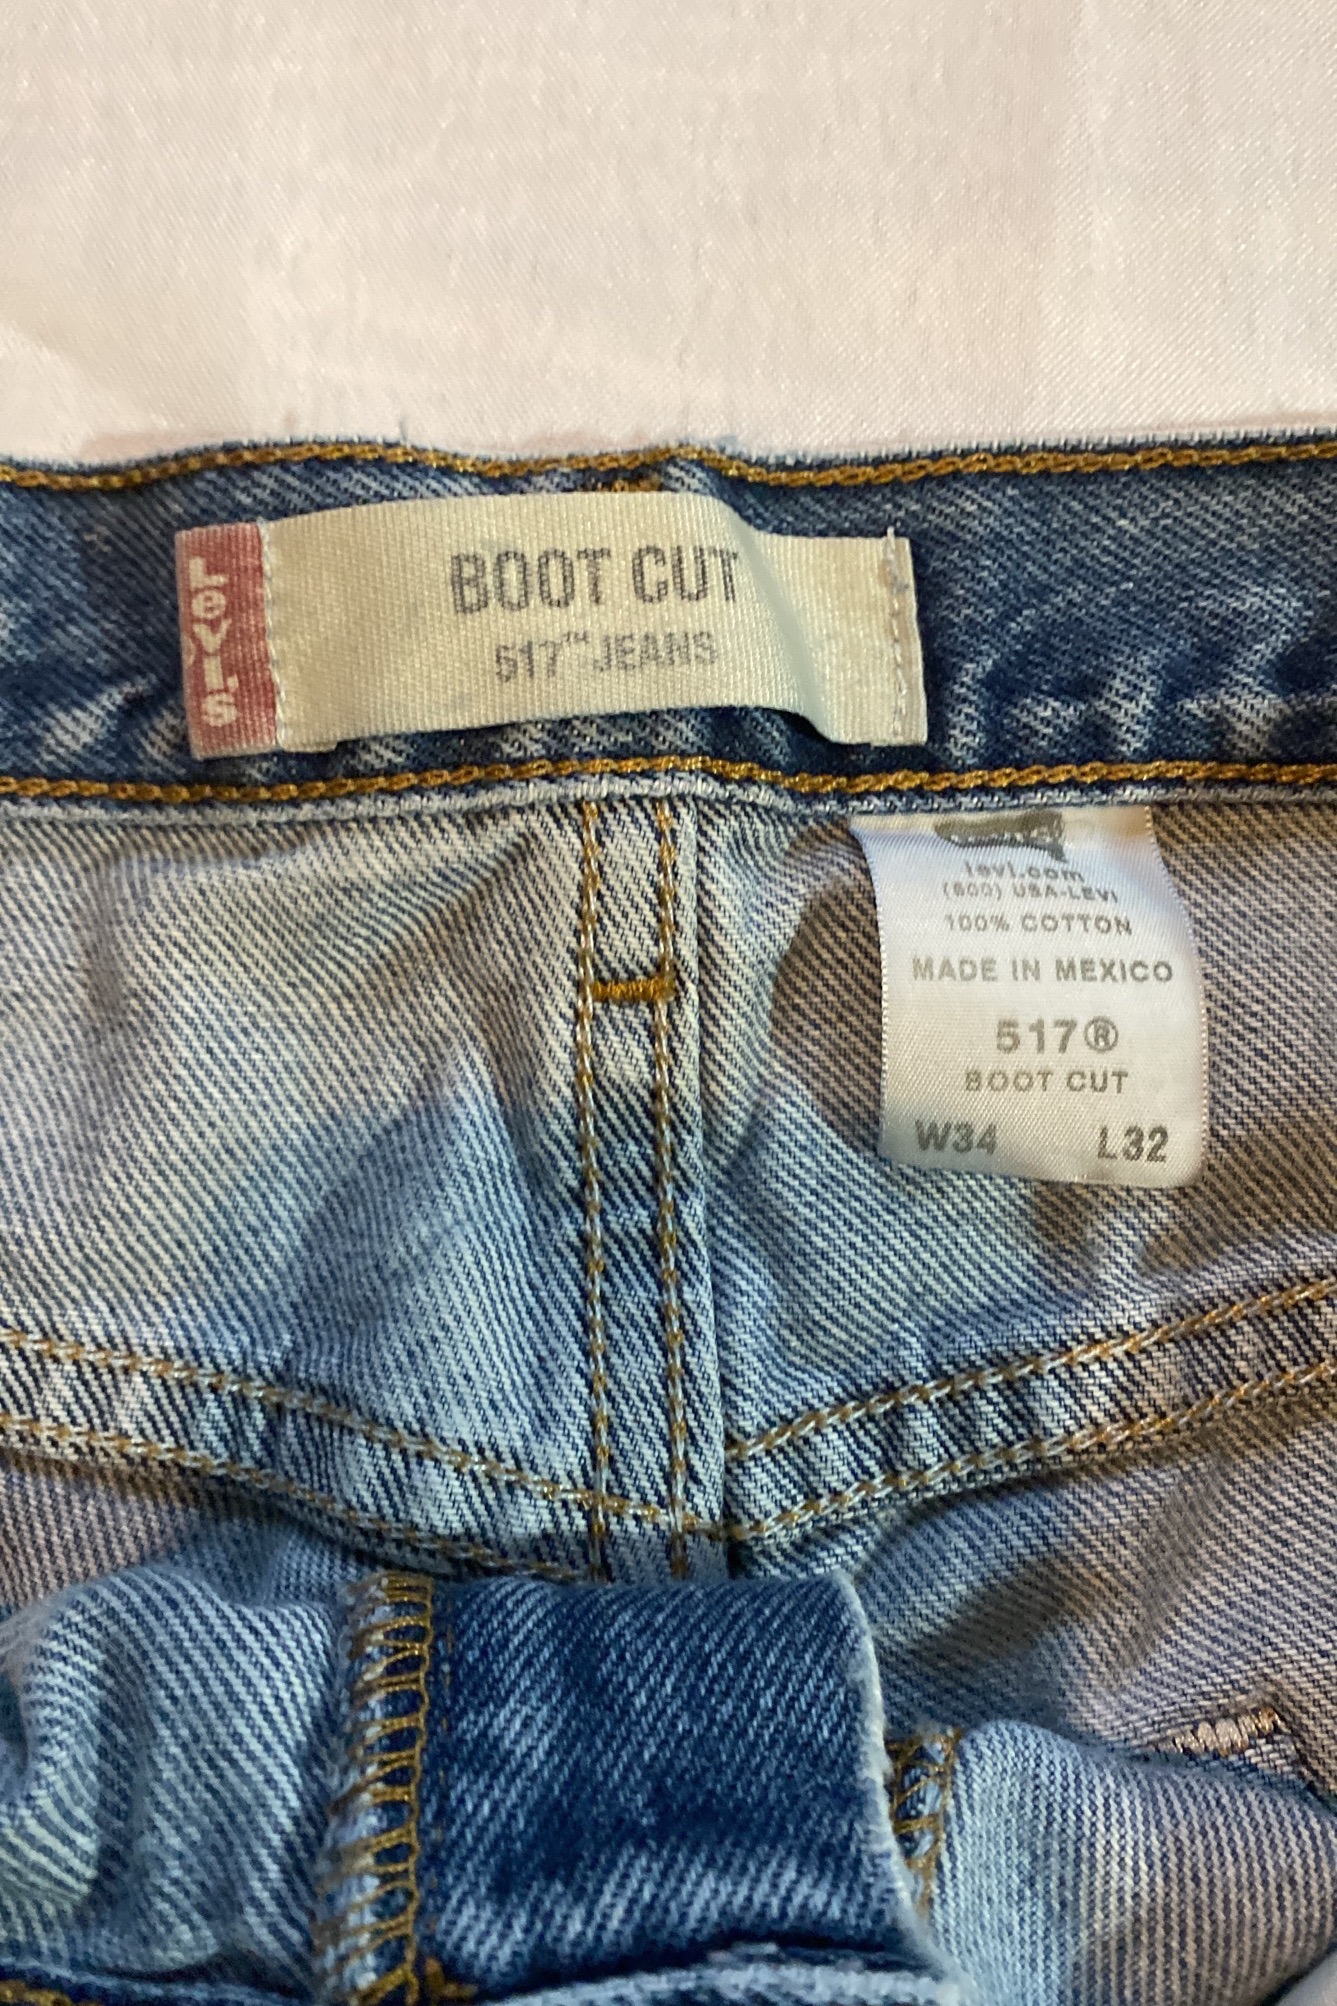 Levi's
BOOT CUT
517™ JEANS
levi.com
(800) USA-LEVI
100% COTTON
MADE IN MEXICO
517®
BOOT CUT
W34 L32